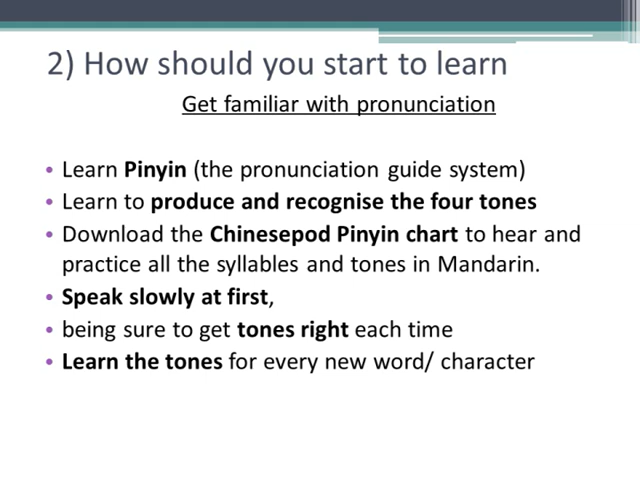 2) How should you start to learn
Get familiar with pronunciation
• Learn Pinyin (the pronunciation guide system)
• Learn to produce and recognise the four tones
• Download the Chinesepod Pinyin chart to hear and
practice all the syllables and tones in Mandarin.
• Speak slowly at first,
• being sure to get tones right each time
• Learn the tones for every new word/ character